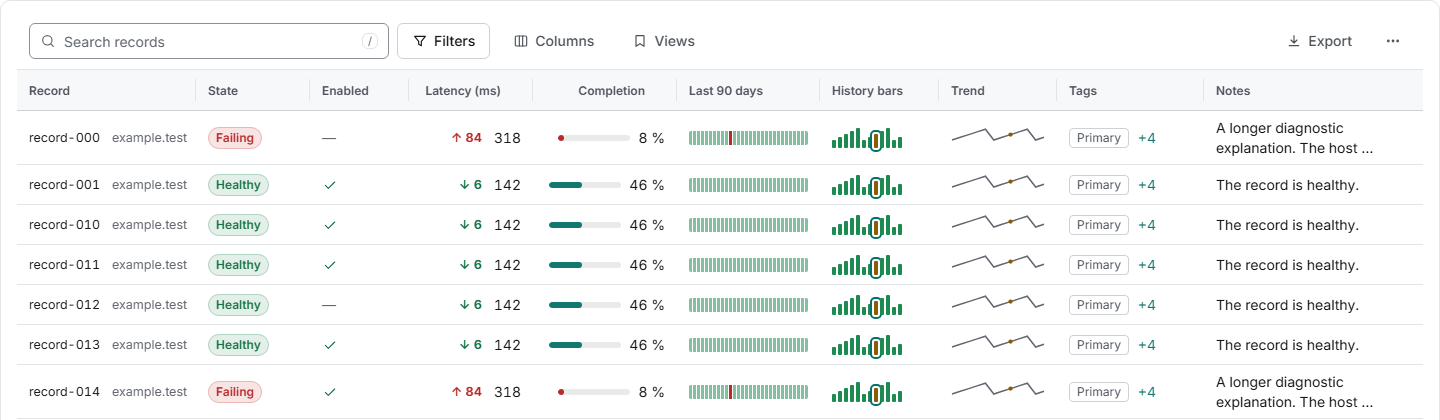 Search records / Filters Columns Views Export
Record State Enabled Latency (ms) Completion Last 90 days History bars Trend Tags Notes
record-000 example.test Failing — ↑ 84 318 8 % Primary +4 A longer diagnostic
explanation. The host ...
record-001 example.test Healthy ✓ ↓ 6 142 46 % Primary +4 The record is healthy.
record-010 example.test Healthy ✓ ↓ 6 142 46 % Primary +4 The record is healthy.
record-011 example.test Healthy ✓ ↓ 6 142 46 % Primary +4 The record is healthy.
record-012 example.test Healthy — ↓ 6 142 46 % Primary +4 The record is healthy.
record-013 example.test Healthy ✓ ↓ 6 142 46 % Primary +4 The record is healthy.
record-014 example.test Failing ✓ ↑ 84 318 8 % Primary +4 A longer diagnostic
explanation. The host ...